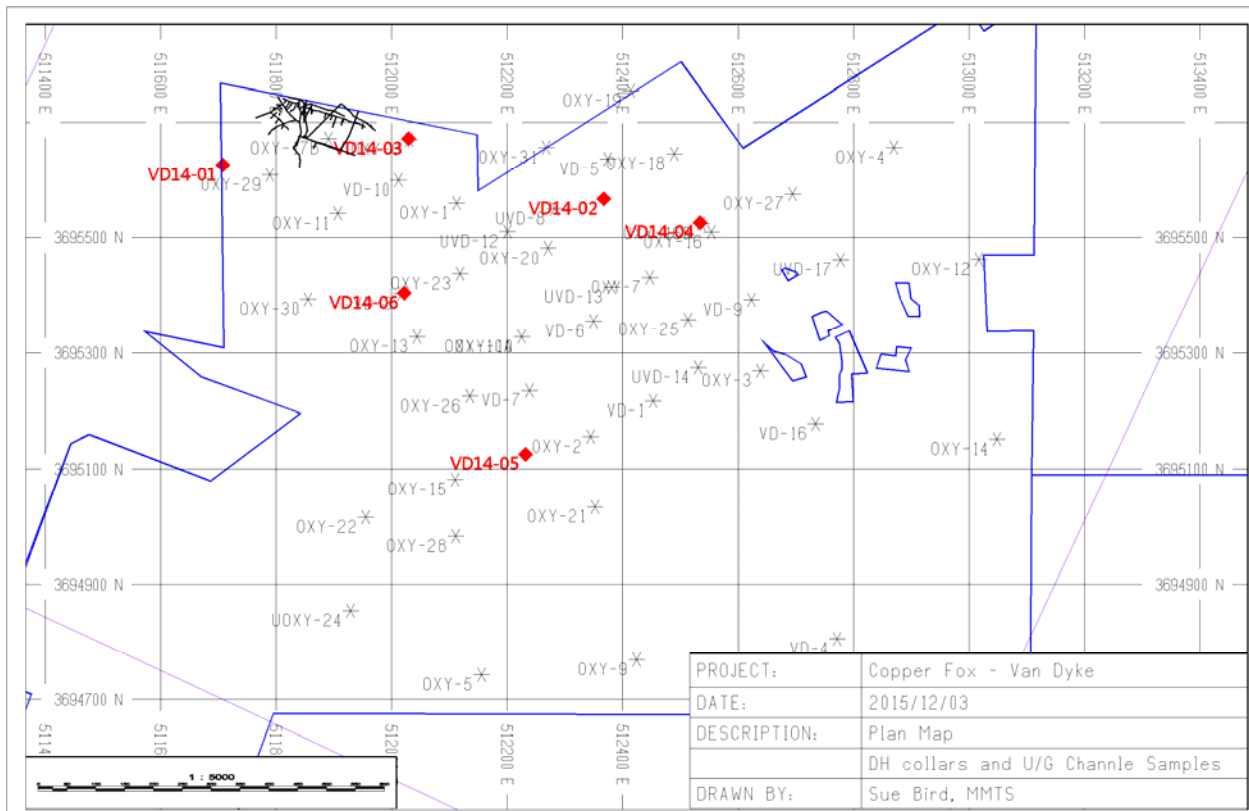 511400 E
511600 E
511800 E
512000 E
512200 E
512400 E
512600 E
513000 E
513200 E
513400 E
OXY-19
VD14-03
OXY-31
VD-5
OXY-18
OXY-4
VD14-01
OXY-29
VD-10
OXY-1
UVD-8
VD14-02
OXY-27
OXY-11
UVD-12
VD14-04
OXY-16
3695500 N
3695500 N
OXY-20
UVD-17
OXY-12
OXY-23
OXY-7
UVD-13
OXY-30
VD14-06
VD-9
VD-6
OXY-25
OXY-13
3695300 N
3695300 N
UVD-14
OXY-3
OXY-26
VD-7
VD-1
VD-16
OXY-2
OXY-14
VD14-05
3695100 N
3695100 N
OXY-15
OXY-22
OXY-21
OXY-28
3694900 N
3694900 N
UOXY-24
VD-4
OXY-9
OXY-5
3694700 N
5114
5116
5118
5120
512200 E
512400 E
1 : 5000
PROJECT: Copper Fox - Van Dyke
DATE: 2015/12/03
DESCRIPTION: Plan Map
DH collars and U/G Channle Samples
DRAWN BY: Sue Bird, MMTS